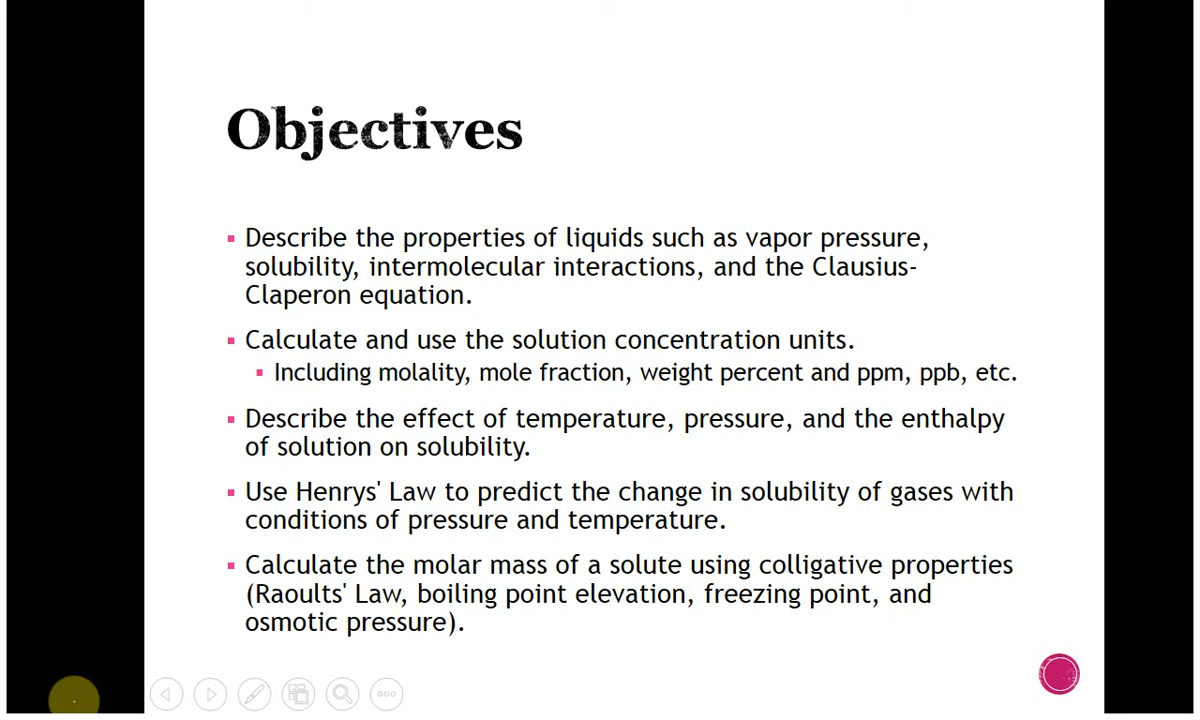 Objectives
▪ Describe the properties of liquids such as vapor pressure,
solubility, intermolecular interactions, and the Clausius-
Claperon equation.
▪ Calculate and use the solution concentration units.
▪ Including molality, mole fraction, weight percent and ppm, ppb, etc.
▪ Describe the effect of temperature, pressure, and the enthalpy
of solution on solubility.
▪ Use Henrys' Law to predict the change in solubility of gases with
conditions of pressure and temperature.
▪ Calculate the molar mass of a solute using colligative properties
(Raoults' Law, boiling point elevation, freezing point, and
osmotic pressure).